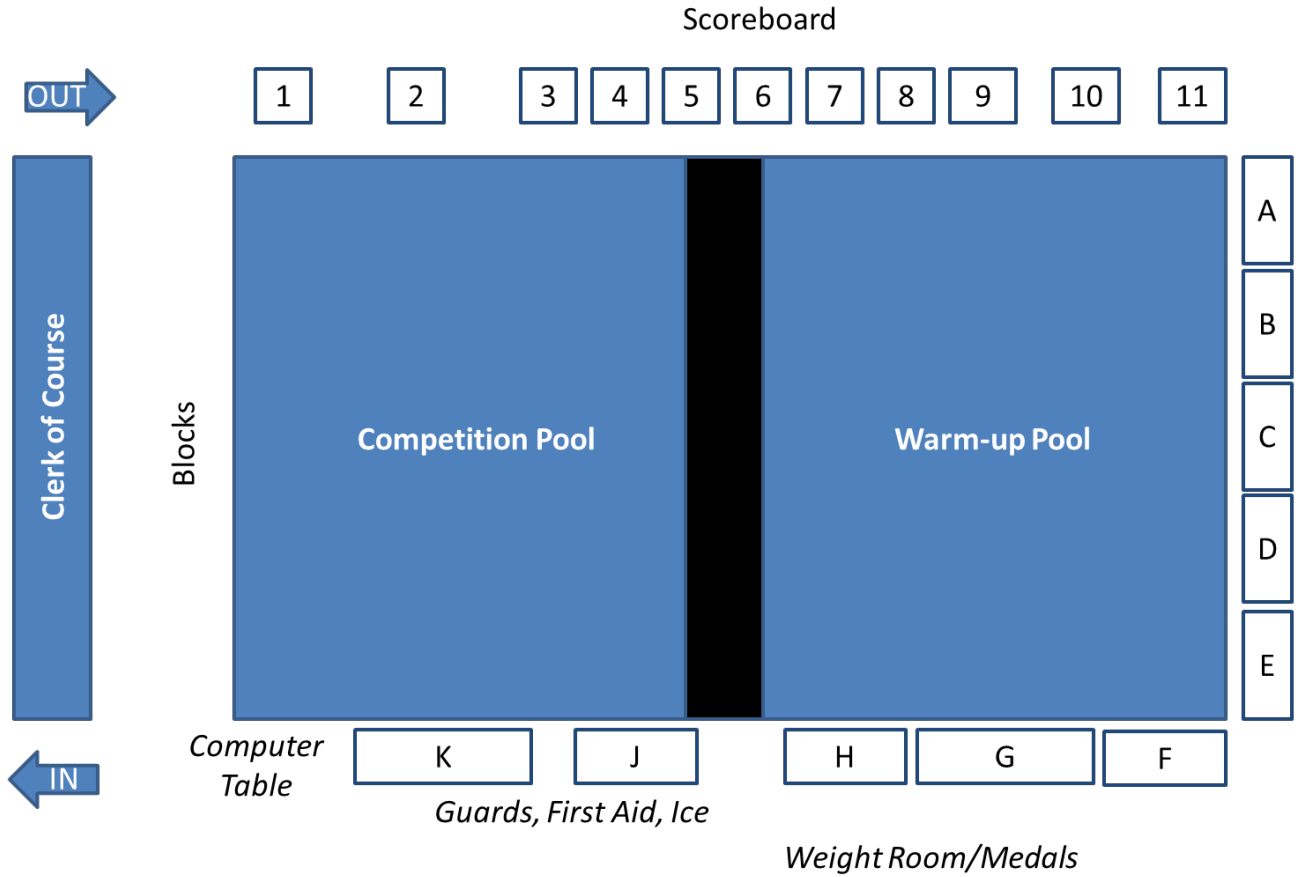 Scoreboard
OUT
1 2 3 4 5 6 7 8 9 10 11
A
B
C
D
E
Clerk of Course
Blocks
Competition Pool
Warm-up Pool
Computer
Table
IN
K J H G F
Guards, First Aid, Ice
Weight Room/Medals